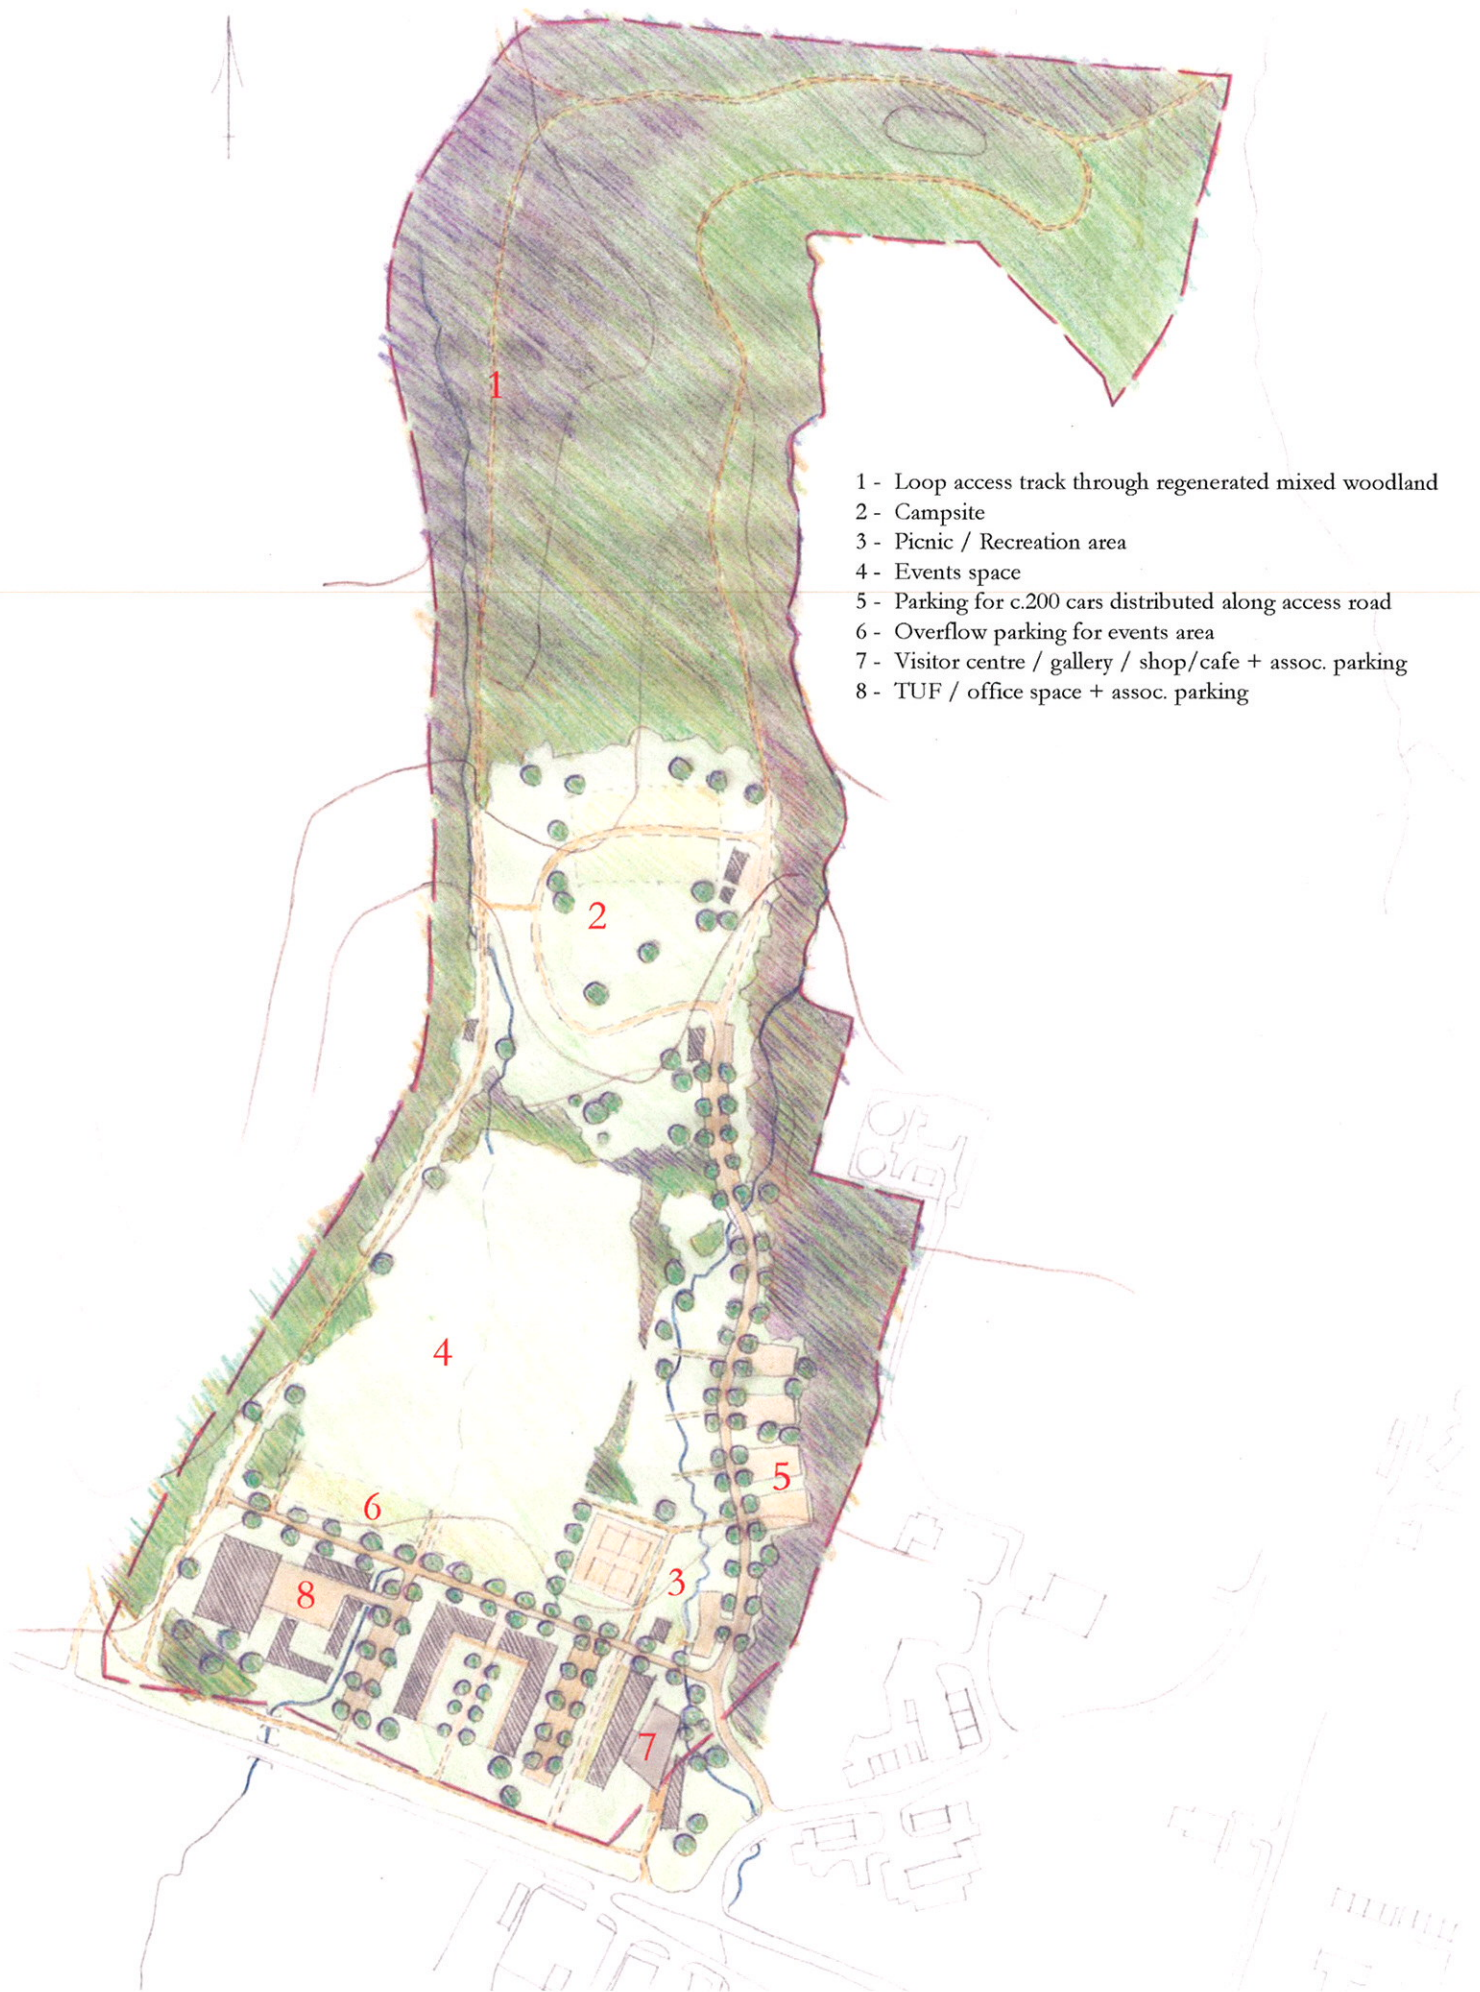 1
1 - Loop access track through regenerated mixed woodland
2 - Campsite
3 - Picnic / Recreation area
4 - Events space
5 - Parking for c.200 cars distributed along access road
6 - Overflow parking for events area
7 - Visitor centre / gallery / shop/cafe + assoc. parking
8 - TUF / office space + assoc. parking
2
4
5
6
3
8
7